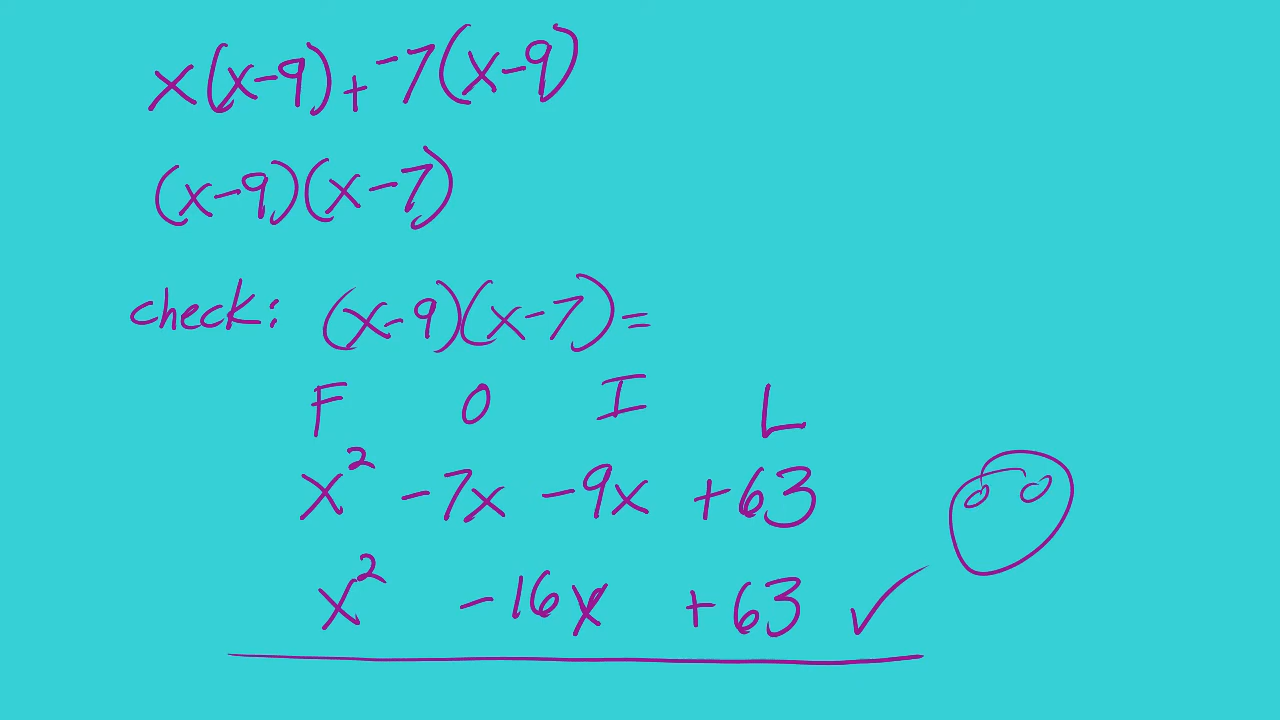 x(x-9)+-7(x-9)
(x-9)(x-7)
check: (x-9)(x-7)=
F O I L
x² -7x -9x +63
x² -16x +63 ✓